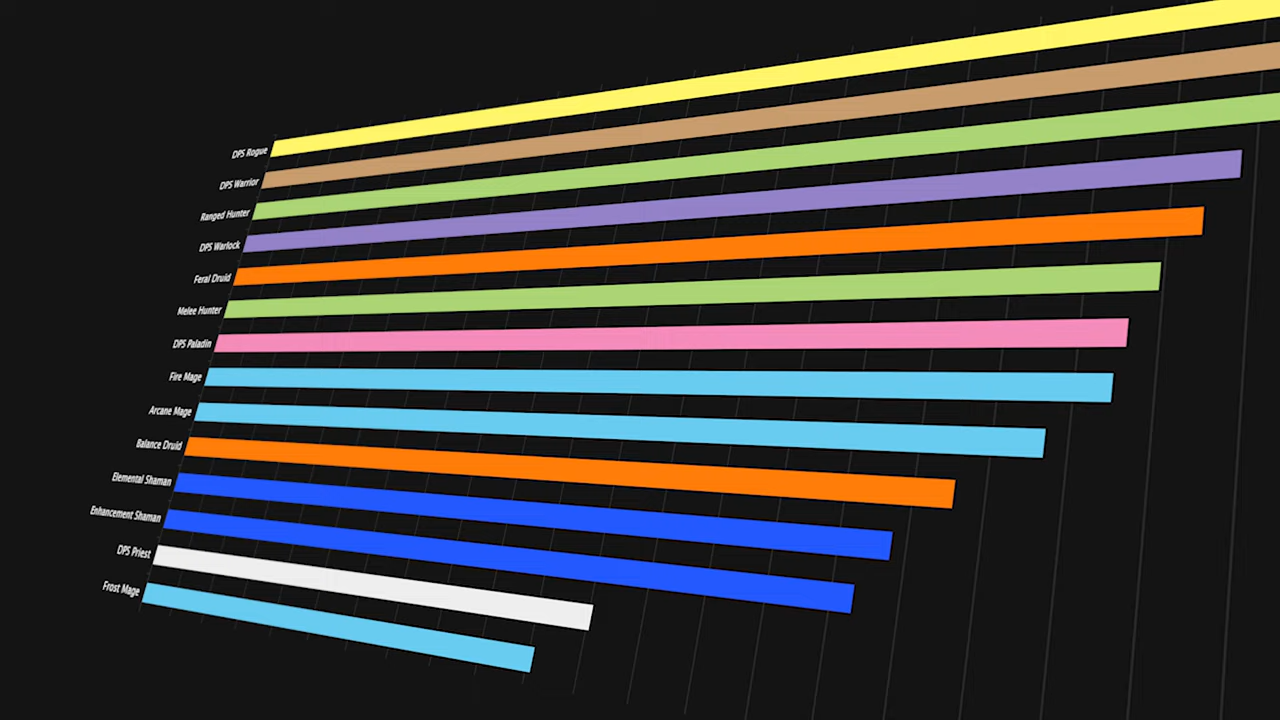 DPS Rogue
DPS Warrior
Ranged Hunter
DPS Warlock
Feral Druid
Melee Hunter
DPS Paladin
Fire Mage
Arcane Mage
Balance Druid
Elemental Shaman
Enhancement Shaman
DPS Priest
Frost Mage